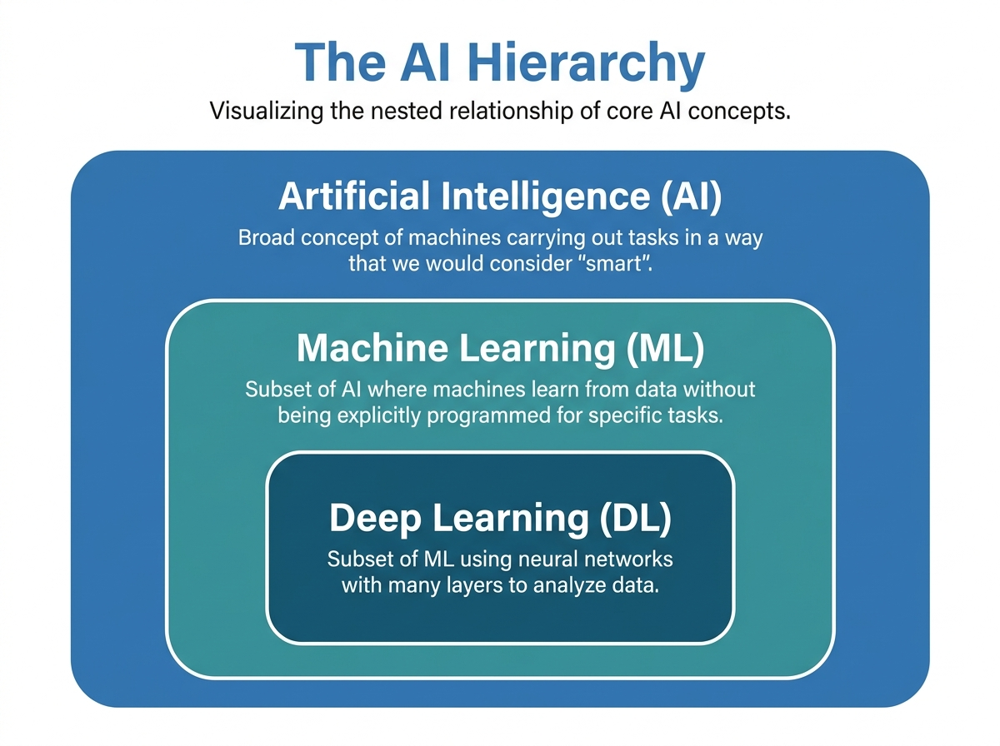 The AI Hierarchy
Visualizing the nested relationship of core AI concepts.
Artificial Intelligence (AI)
Broad concept of machines carrying out tasks in a way
that we would consider “smart”.
Machine Learning (ML)
Subset of AI where machines learn from data without
being explicitly programmed for specific tasks.
Deep Learning (DL)
Subset of ML using neural networks
with many layers to analyze data.